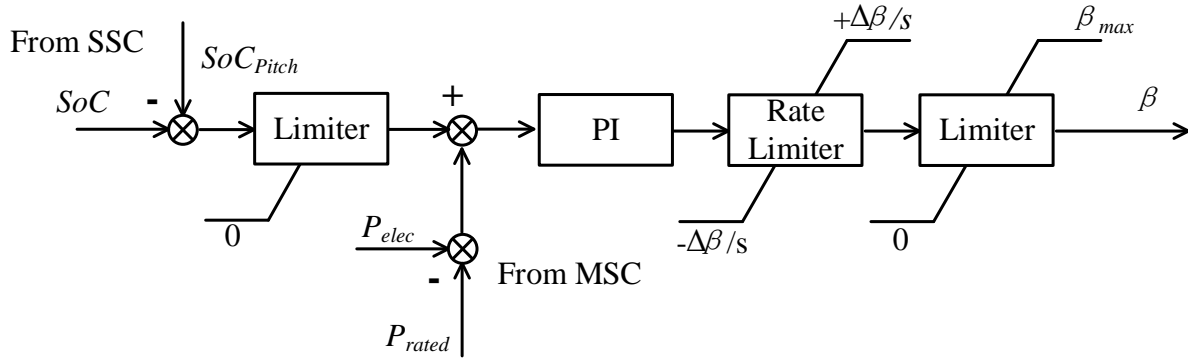 From SSC
SoC_Pitch
SoC
-
Limiter
0
+
P_elec
-
From MSC
P_rated
PI
+Δβ/s
Rate
Limiter
-Δβ/s
β_max
Limiter
0
β